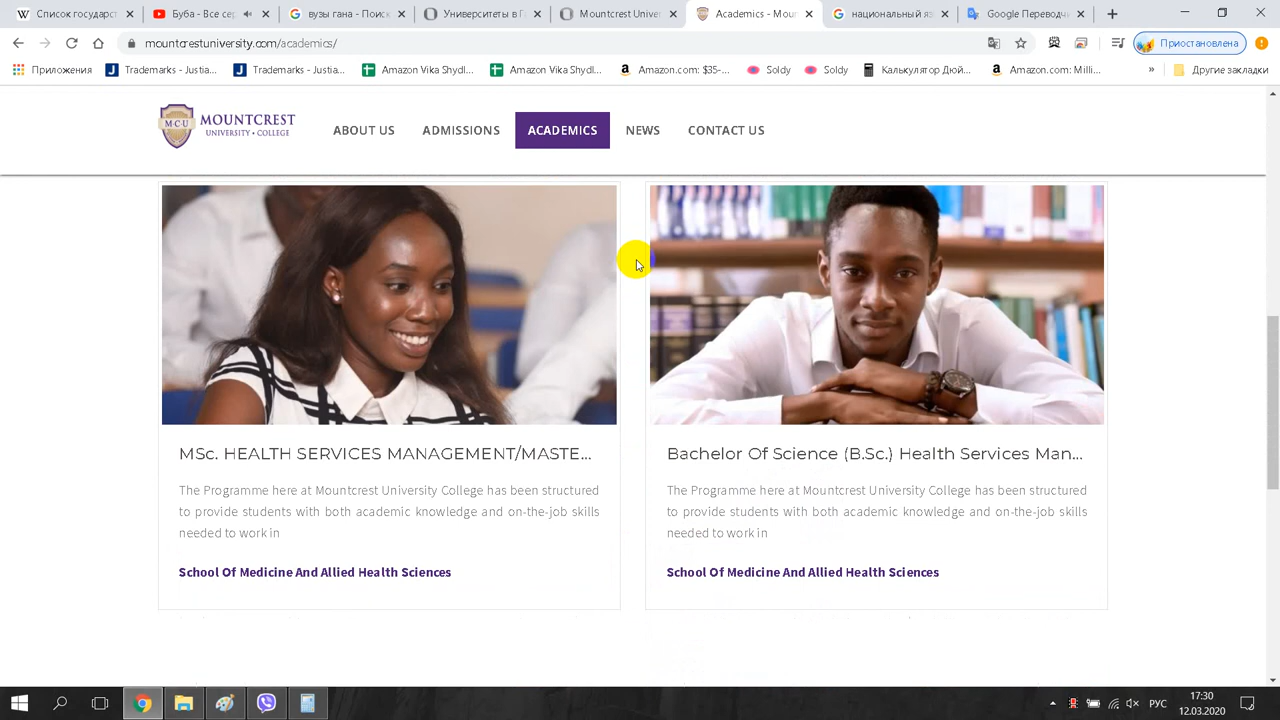 Список государст
Буба - Все сер
вузы гана - Поиск
Университеты в Г
Mountcrest Univer
Academics - Mou
национальный яз
Google Переводч
mountcrestuniversity.com/academics/
Приостановлена
Приложения
Trademarks - Justia...
Trademarks - Justia...
Amazon Vika Shydl...
Amazon Vika Shydl...
Amazon.com: $35-...
Soldy
Soldy
Калькулятор Дюй...
Amazon.com: Milli...
»
Другие закладки
MCU
MOUNTCREST
UNIVERSITY • COLLEGE
ABOUT US
ADMISSIONS
ACADEMICS
NEWS
CONTACT US
MSc. HEALTH SERVICES MANAGEMENT/MASTE...
The Programme here at Mountcrest University College has been structured
to provide students with both academic knowledge and on-the-job skills
needed to work in
School Of Medicine And Allied Health Sciences
Bachelor Of Science (B.Sc.) Health Services Man...
The Programme here at Mountcrest University College has been structured
to provide students with both academic knowledge and on-the-job skills
needed to work in
School Of Medicine And Allied Health Sciences
РУС
17:30
12.03.2020